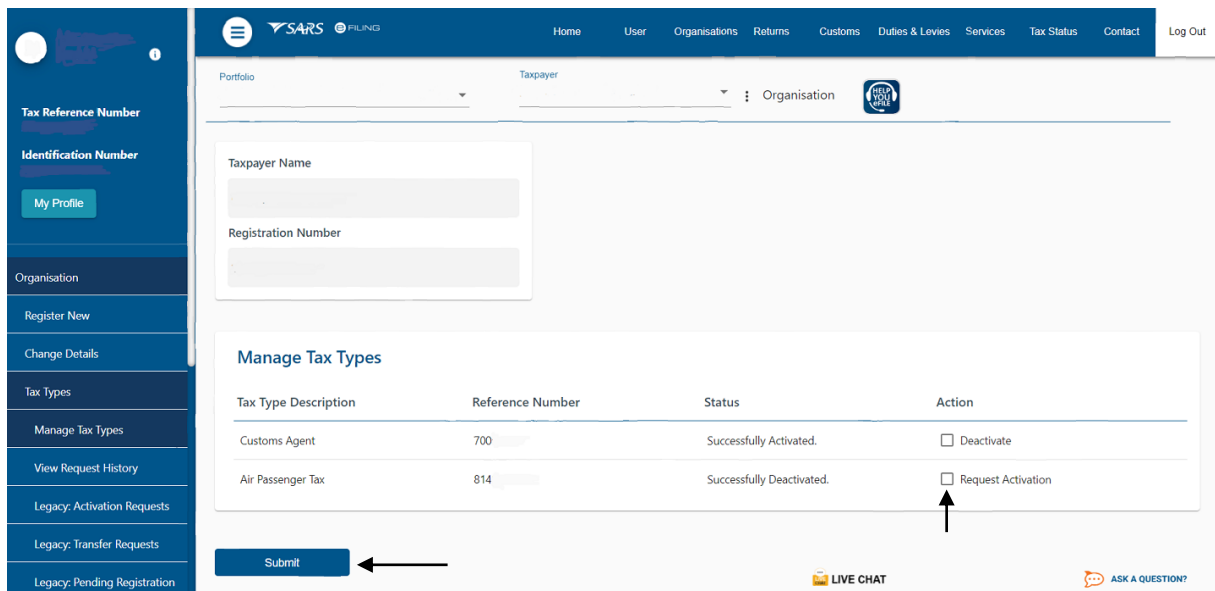 SARS eFILING
Home User Organisations Returns Customs Duties & Levies Services Tax Status Contact Log Out
Tax Reference Number
Identification Number
My Profile
Organisation
Register New
Change Details
Tax Types
Manage Tax Types
View Request History
Legacy: Activation Requests
Legacy: Transfer Requests
Legacy: Pending Registration
Portfolio
Taxpayer
Organisation
HELP YOU eFILE
Taxpayer Name
Registration Number
Manage Tax Types
Tax Type Description Reference Number Status Action
Customs Agent 700 Successfully Activated. Deactivate
Air Passenger Tax 814 Successfully Deactivated. Request Activation
Submit
LIVE CHAT
ASK A QUESTION?